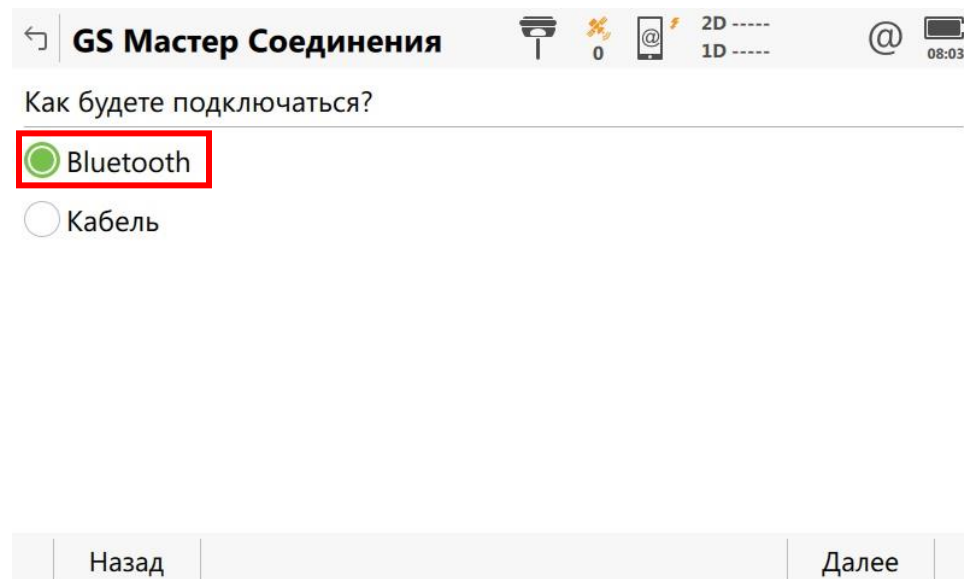 GS Мастер Соединения
0
@
2D -----
1D -----
@
08:03
Как будете подключаться?
Bluetooth
Кабель
Назад
Далее